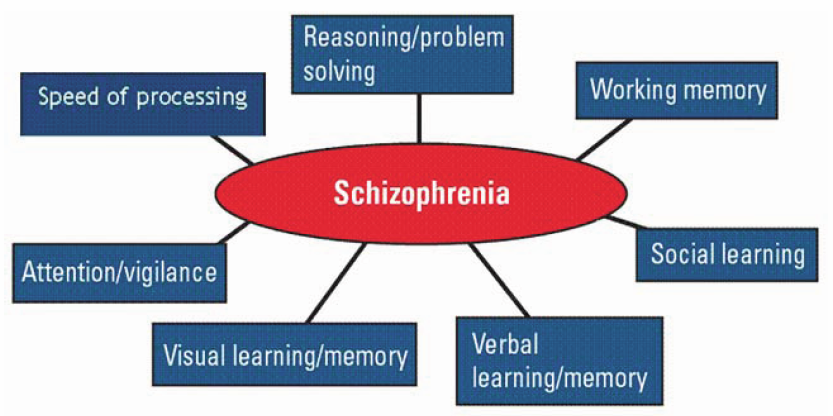 Reasoning/problem
solving
Speed of processing
Working memory
Schizophrenia
Social learning
Attention/vigilance
Visual learning/memory
Verbal
learning/memory